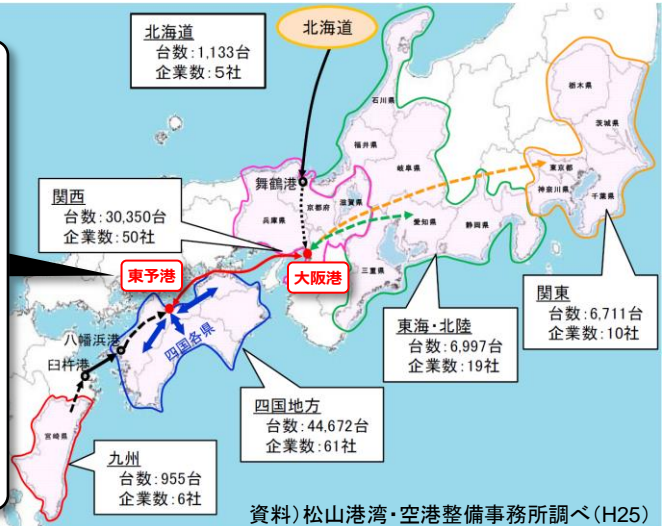 北海道
台数：1,133台
企業数：5社
北海道
栃木県
茨城県
石川県
福井県
岐阜県
東京都
神奈川県
千葉県
舞鶴港
京都府
滋賀県
兵庫県
愛知県
静岡県
三重県
関西
台数：30,350台
企業数：50社
東予港
大阪港
関東
台数：6,711台
企業数：10社
東海・北陸
台数：6,997台
企業数：19社
八幡浜港
臼杵港
四国各県
四国地方
台数：44,672台
企業数：61社
宮崎県
九州
台数：955台
企業数：6社
資料）松山港湾・空港整備事務所調べ（H25）